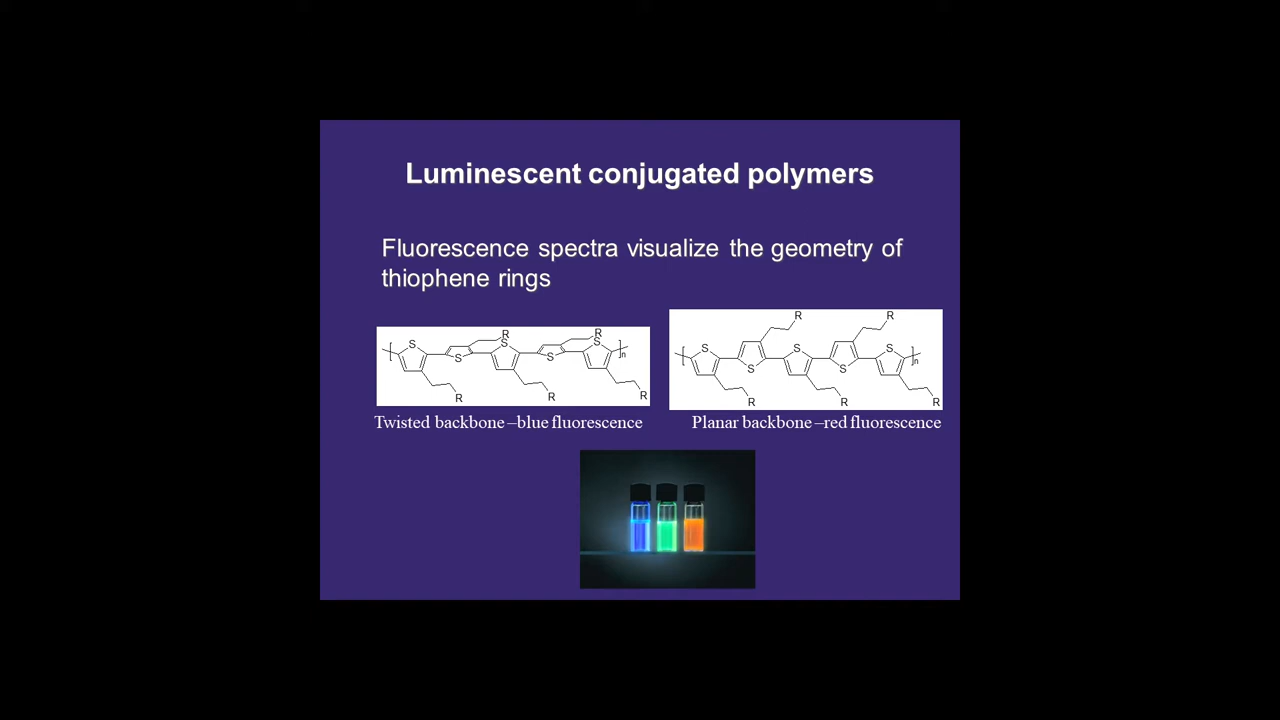 Luminescent conjugated polymers
Fluorescence spectra visualize the geometry of
thiophene rings
R R
[ S S S S S ]n
R R R
R R
[ S S S S S ]n
R R R
Twisted backbone –blue fluorescence
Planar backbone –red fluorescence